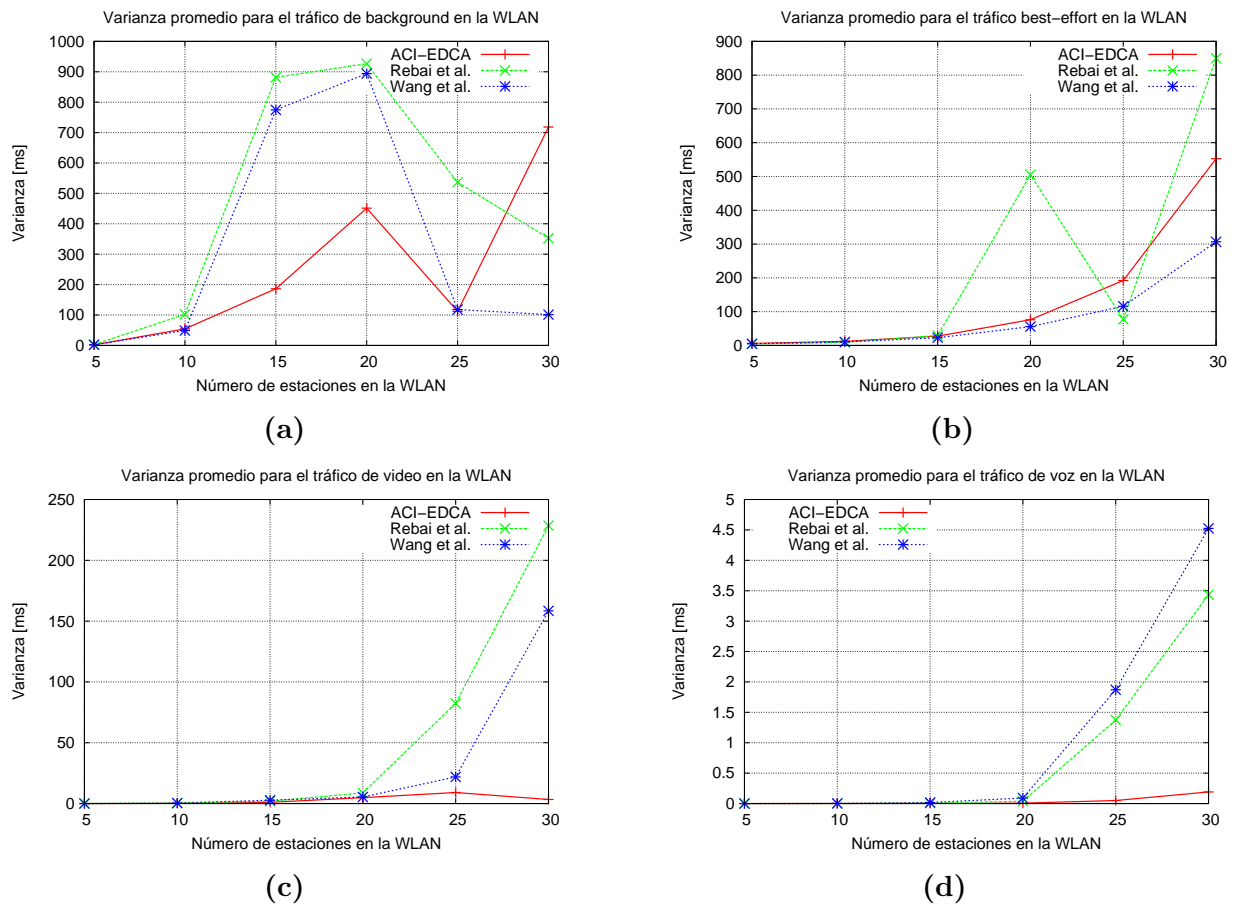 Varianza promedio para el tráfico de background en la WLAN
1000
900
800
700
600
500
400
300
200
100
0
5 10 15 20 25 30
Varianza [ms]
Número de estaciones en la WLAN
ACI−EDCA
Rebai et al.
Wang et al.
(a)
Varianza promedio para el tráfico best−effort en la WLAN
900
800
700
600
500
400
300
200
100
0
5 10 15 20 25 30
Varianza [ms]
Número de estaciones en la WLAN
ACI−EDCA
Rebai et al.
Wang et al.
(b)
Varianza promedio para el tráfico de video en la WLAN
250
200
150
100
50
0
5 10 15 20 25 30
Varianza [ms]
Número de estaciones en la WLAN
ACI−EDCA
Rebai et al.
Wang et al.
(c)
Varianza promedio para el tráfico de voz en la WLAN
5
4.5
4
3.5
3
2.5
2
1.5
1
0.5
0
5 10 15 20 25 30
Varianza [ms]
Número de estaciones en la WLAN
ACI−EDCA
Rebai et al.
Wang et al.
(d)